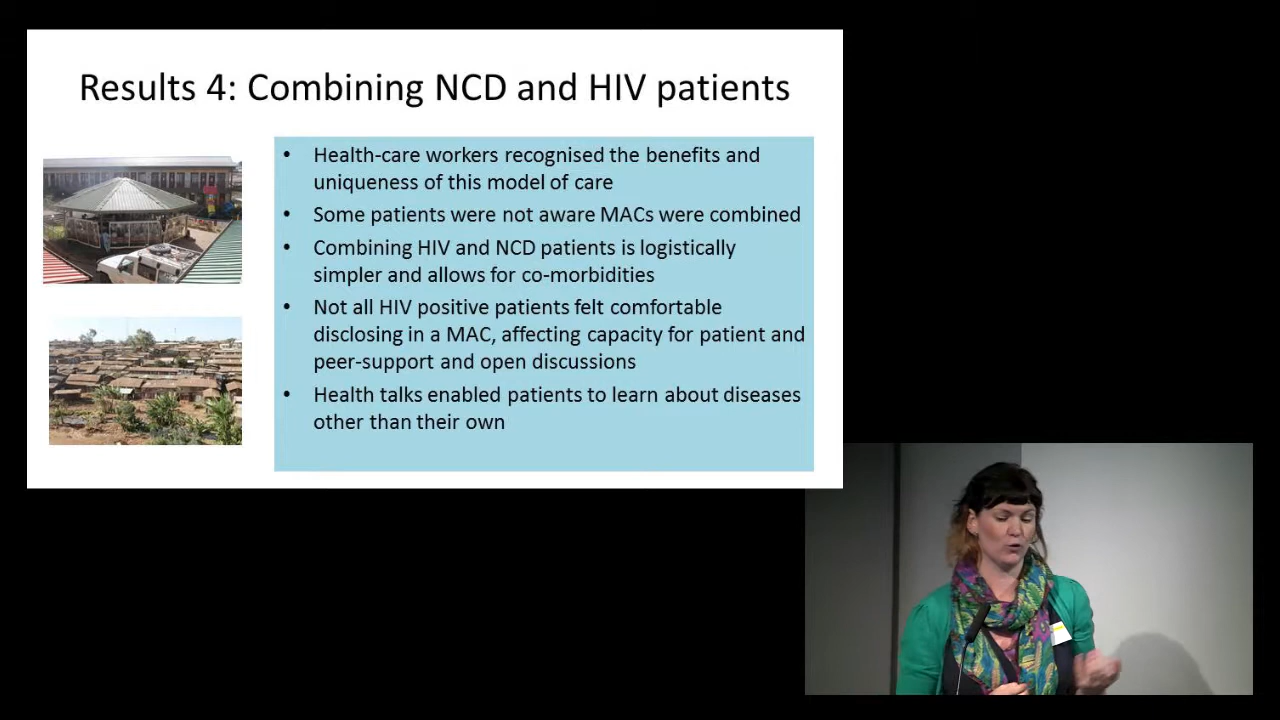 Results 4: Combining NCD and HIV patients
• Health-care workers recognised the benefits and
uniqueness of this model of care
• Some patients were not aware MACs were combined
• Combining HIV and NCD patients is logistically
simpler and allows for co-morbidities
• Not all HIV positive patients felt comfortable
disclosing in a MAC, affecting capacity for patient and
peer-support and open discussions
• Health talks enabled patients to learn about diseases
other than their own